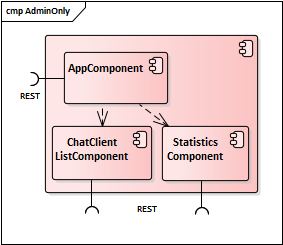 cmp AdminOnly
AppComponent
REST
ChatClient
ListComponent
Statistics
Component
REST